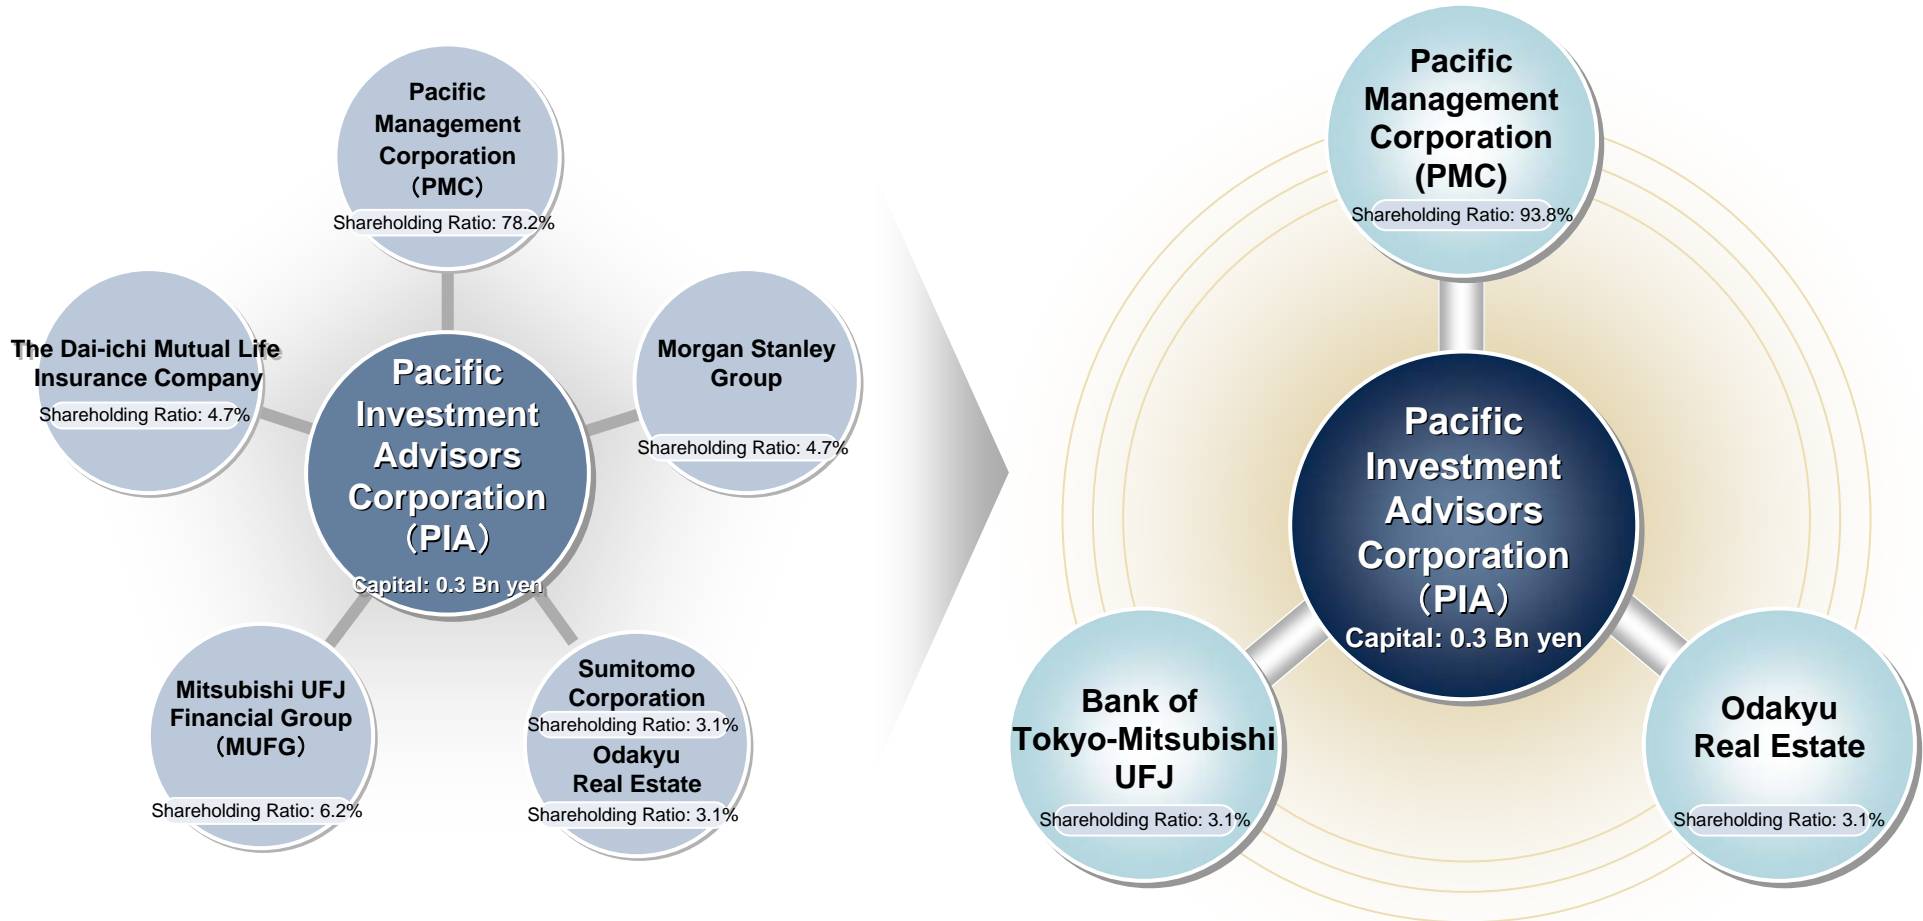 Pacific
Management
Corporation
（PMC）
Shareholding Ratio: 78.2%
The Dai-ichi Mutual Life
Insurance Company
Shareholding Ratio: 4.7%
Morgan Stanley
Group
Shareholding Ratio: 4.7%
Pacific
Investment
Advisors
Corporation
（PIA）
Capital: 0.3 Bn yen
Mitsubishi UFJ
Financial Group
（MUFG）
Shareholding Ratio: 6.2%
Sumitomo
Corporation
Shareholding Ratio: 3.1%
Odakyu
Real Estate
Shareholding Ratio: 3.1%
Pacific
Management
Corporation
(PMC)
Shareholding Ratio: 93.8%
Pacific
Investment
Advisors
Corporation
（PIA）
Capital: 0.3 Bn yen
Bank of
Tokyo-Mitsubishi
UFJ
Shareholding Ratio: 3.1%
Odakyu
Real Estate
Shareholding Ratio: 3.1%